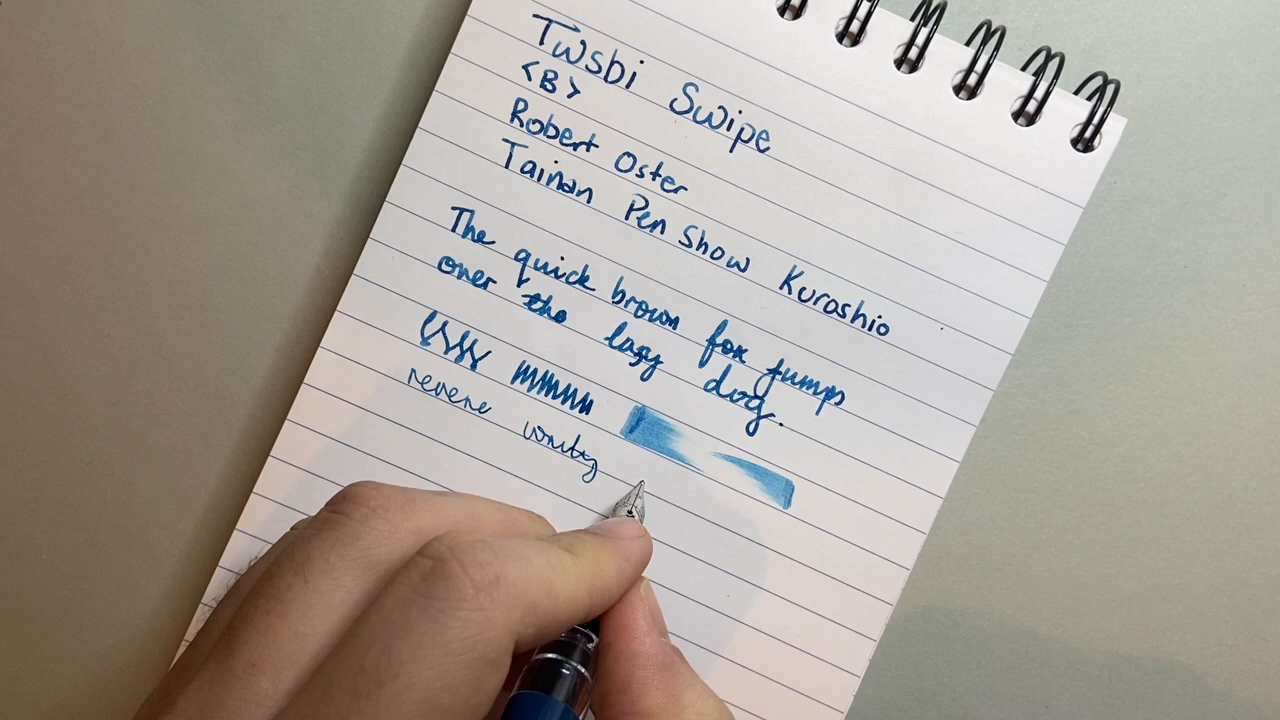 Twsbi Swipe
<B>
Robert Oster
Tainan Pen Show Kuroshio
The quick brown fox jumps
over the lazy dog.
reverse writing